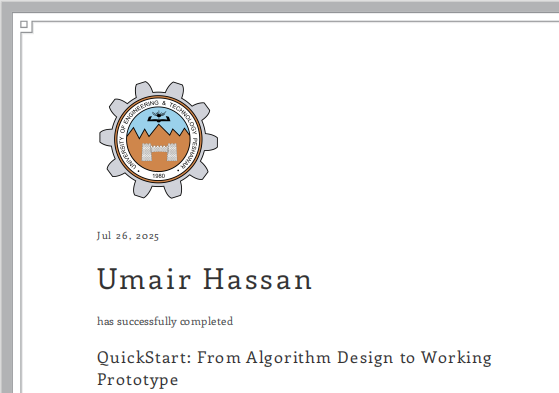 UNIVERSITY OF ENGINEERING & TECHNOLOGY PESHAWAR
1980
Jul 26, 2025
Umair Hassan
has successfully completed
QuickStart: From Algorithm Design to Working
Prototype